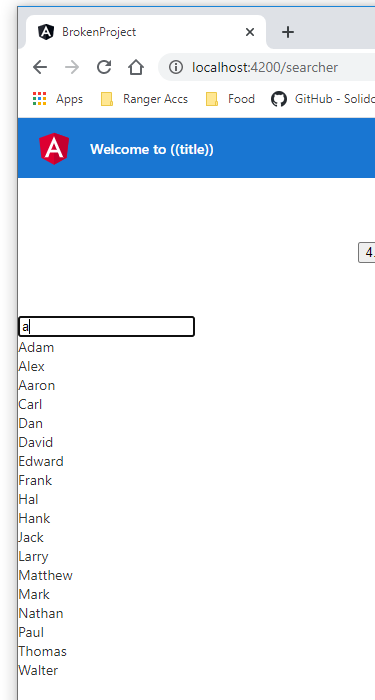 BrokenProject
localhost:4200/searcher
Apps Ranger Accs Food GitHub - Solido
Welcome to ((title))
4.
a
Adam
Alex
Aaron
Carl
Dan
David
Edward
Frank
Hal
Hank
Jack
Larry
Matthew
Mark
Nathan
Paul
Thomas
Walter